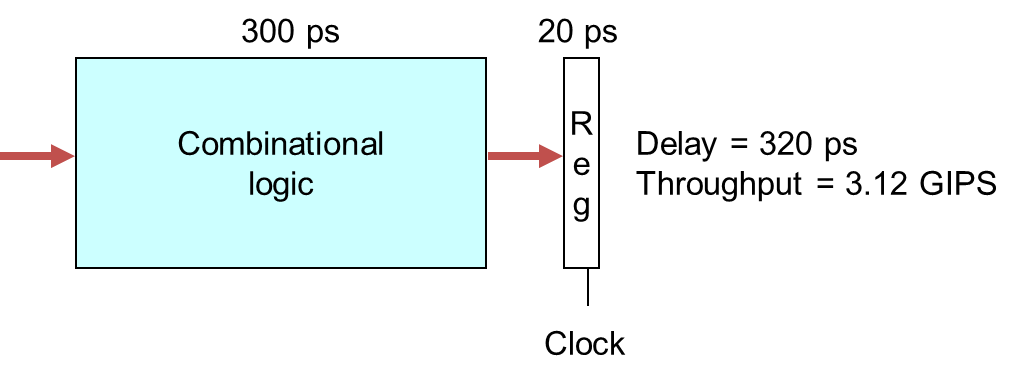 300 ps
20 ps
Combinational
logic
R
e
g
Delay = 320 ps
Throughput = 3.12 GIPS
Clock